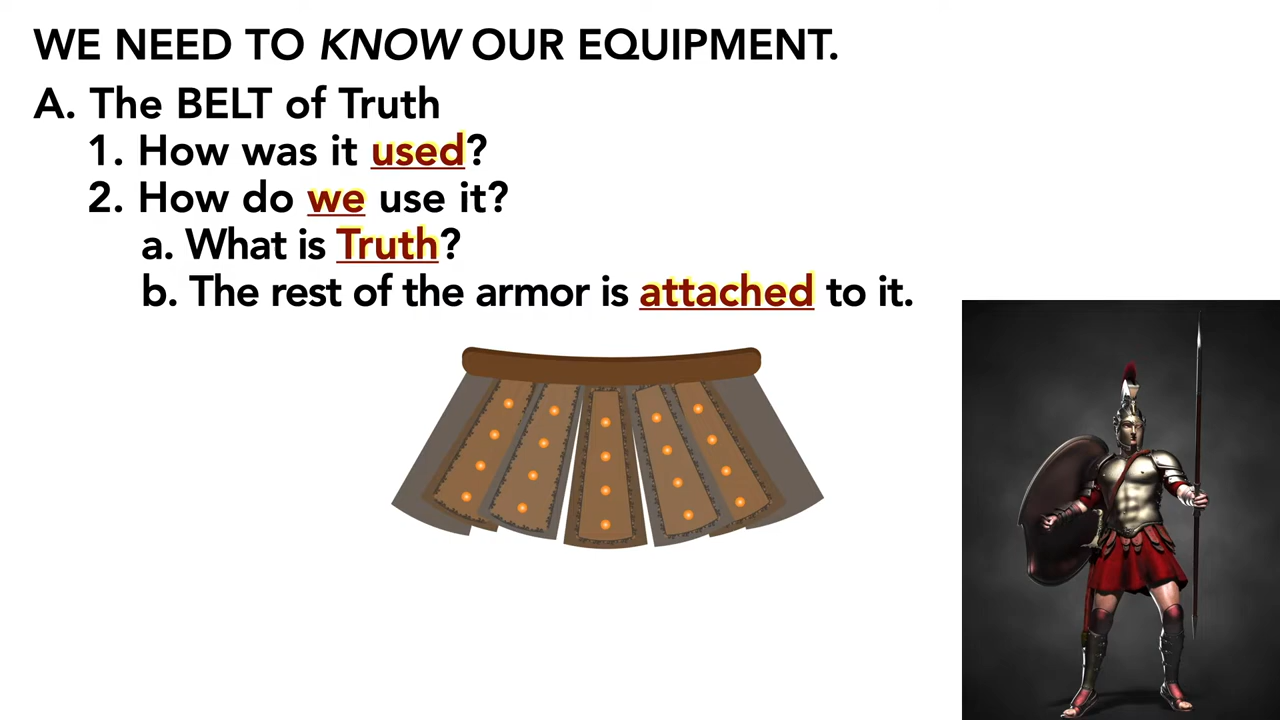 WE NEED TO KNOW OUR EQUIPMENT.
A. The BELT of Truth
1. How was it used?
2. How do we use it?
a. What is Truth?
b. The rest of the armor is attached to it.